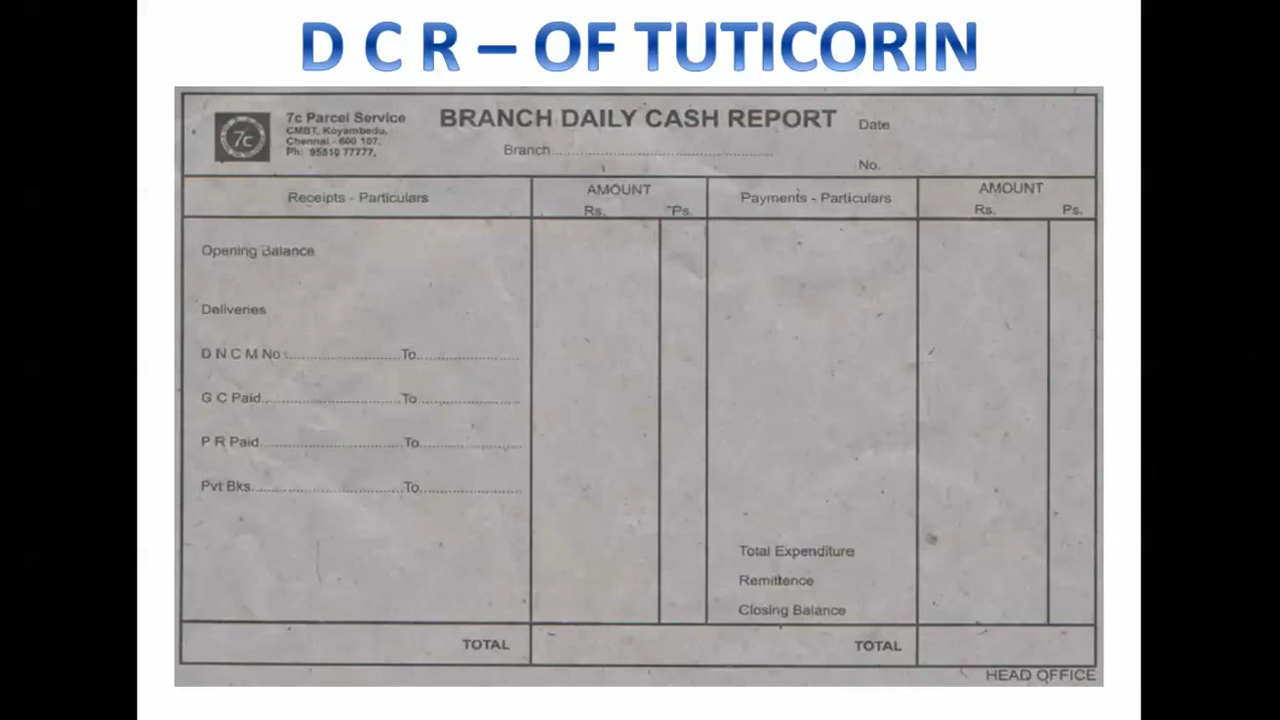 D C R – OF TUTICORIN
7c
7c Parcel Service
CMBT, Koyambedu,
Chennai - 600 107.
Ph: 95810 77777,
BRANCH DAILY CASH REPORT
Branch
Date
No.
Receipts - Particulars
AMOUNT
Rs. Ps.
Payments - Particulars
AMOUNT
Rs. Ps.
Opening Balance
Deliveries
D N C M No To
G C Paid To
P R Paid To
Pvt Bks. To
Total Expenditure
Remittence
Closing Balance
TOTAL TOTAL
HEAD OFFICE